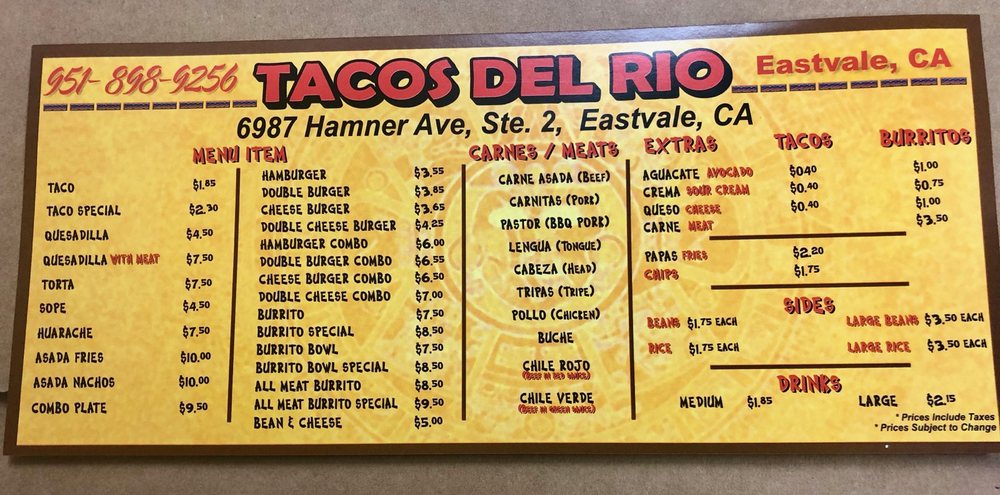 951-898-9256 TACOS DEL RIO Eastvale, CA
6987 Hamner Ave, Ste. 2, Eastvale, CA
MENU ITEM
TACO $1.85
TACO SPECIAL $2.30
QUESADILLA $4.50
QUESADILLA WITH MEAT $7.50
TORTA $7.50
SOPE $4.50
HUARACHE $7.50
ASADA FRIES $10.00
ASADA NACHOS $10.00
COMBO PLATE $9.50
HAMBURGER $3.55
DOUBLE BURGER $3.85
CHEESE BURGER $3.65
DOUBLE CHEESE BURGER $4.25
HAMBURGER COMBO $6.00
DOUBLE BURGER COMBO $6.55
CHEESE BURGER COMBO $6.50
DOUBLE CHEESE COMBO $7.00
BURRITO $7.50
BURRITO SPECIAL $8.50
BURRITO BOWL $7.50
BURRITO BOWL SPECIAL $8.50
ALL MEAT BURRITO $8.50
ALL MEAT BURRITO SPECIAL $9.50
BEAN & CHEESE $5.00
CARNES / MEATS
CARNE ASADA (BEEF)
CARNITAS (PORK)
PASTOR (BBQ PORK)
LENGUA (TONGUE)
CABEZA (HEAD)
TRIPAS (TRIPE)
POLLO (CHICKEN)
BUCHE
CHILE ROJO
(BEEF IN RED SAUCE)
CHILE VERDE
(BEEF IN GREEN SAUCE)
EXTRAS TACOS BURRITOS
AGUACATE AVOCADO $0.40 $1.00
CREMA SOUR CREAM $0.40 $0.75
QUESO CHEESE $0.40 $1.00
CARNE MEAT $3.50
PAPAS FRIES $2.20
CHIPS $1.75
SIDES
BEANS $1.75 EACH LARGE BEANS $3.50 EACH
RICE $1.75 EACH LARGE RICE $3.50 EACH
DRINKS
MEDIUM $1.85 LARGE $2.15
* Prices Include Taxes
* Prices Subject to Change